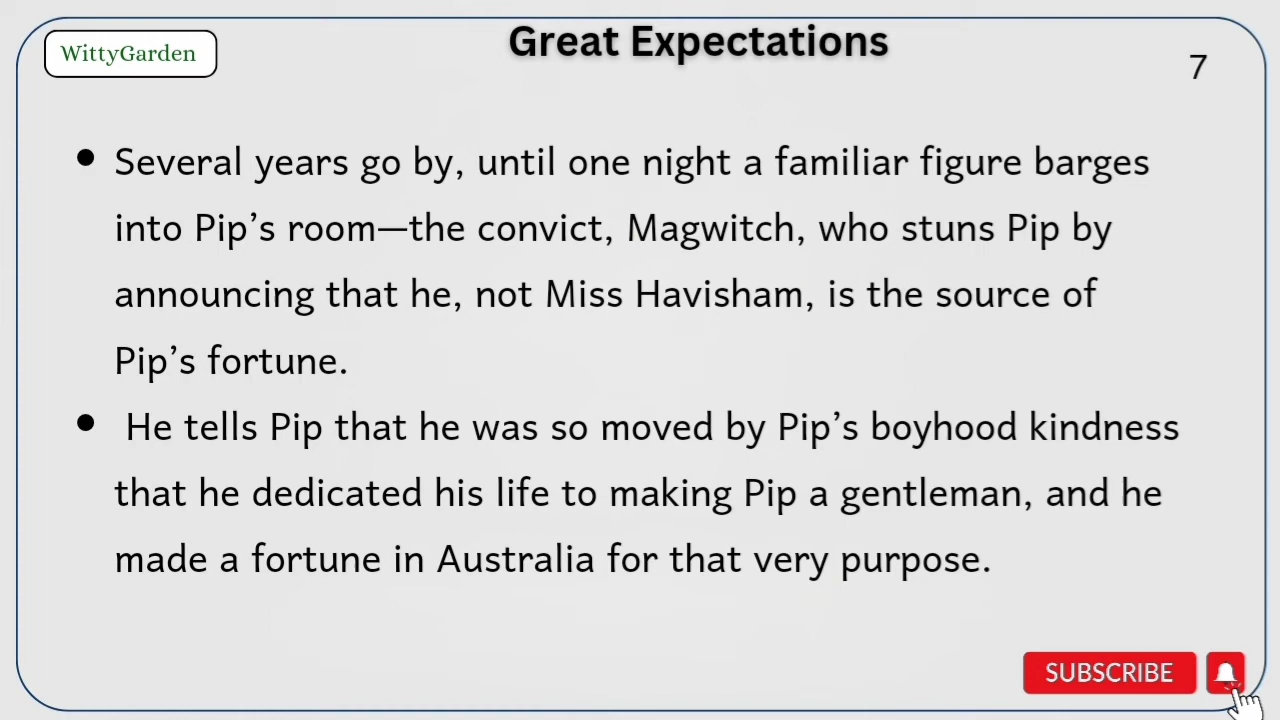 WittyGarden
Great Expectations
7
• Several years go by, until one night a familiar figure barges
into Pip’s room—the convict, Magwitch, who stuns Pip by
announcing that he, not Miss Havisham, is the source of
Pip’s fortune.
• He tells Pip that he was so moved by Pip’s boyhood kindness
that he dedicated his life to making Pip a gentleman, and he
made a fortune in Australia for that very purpose.
SUBSCRIBE